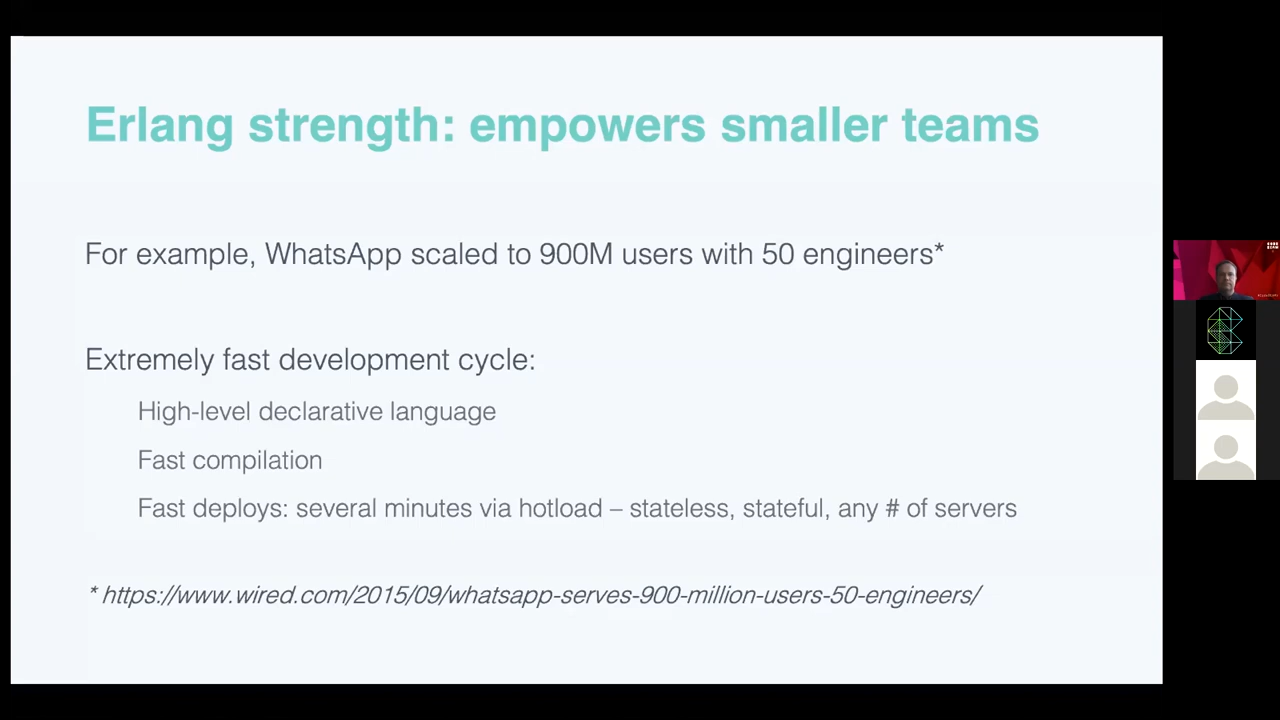 Erlang strength: empowers smaller teams
For example, WhatsApp scaled to 900M users with 50 engineers*
Extremely fast development cycle:
High-level declarative language
Fast compilation
Fast deploys: several minutes via hotload – stateless, stateful, any # of servers
* https://www.wired.com/2015/09/whatsapp-serves-900-million-users-50-engineers/